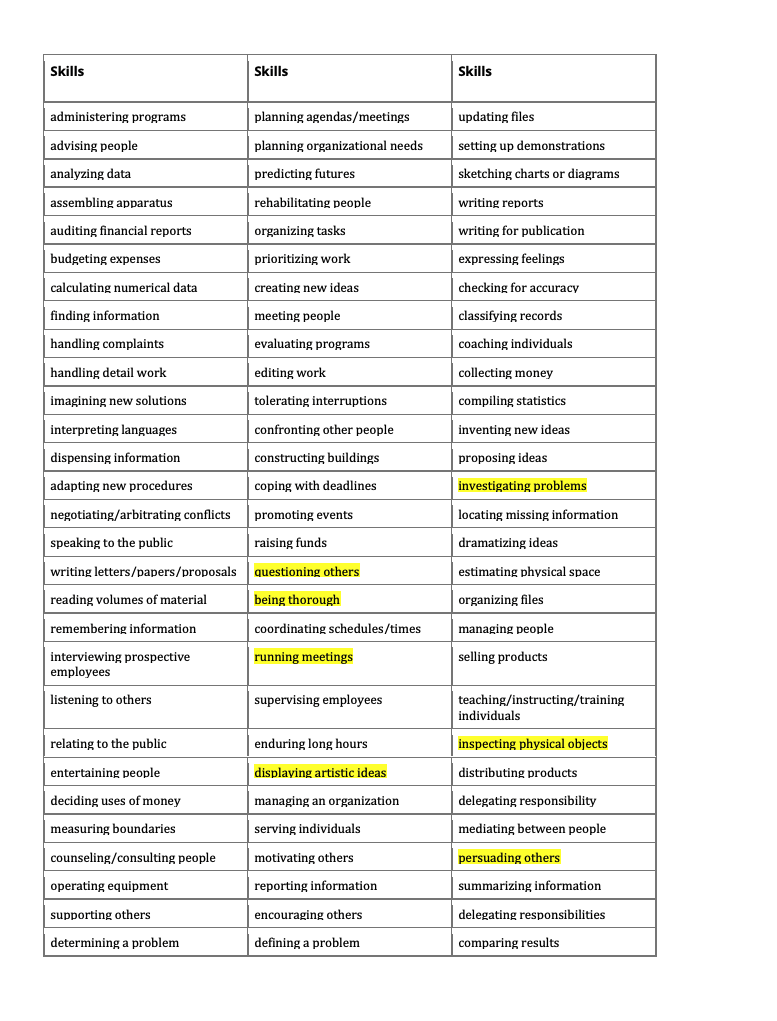 Skills Skills Skills
administering programs planning agendas/meetings updating files
advising people planning organizational needs setting up demonstrations
analyzing data predicting futures sketching charts or diagrams
assembling apparatus rehabilitating people writing reports
auditing financial reports organizing tasks writing for publication
budgeting expenses prioritizing work expressing feelings
calculating numerical data creating new ideas checking for accuracy
finding information meeting people classifying records
handling complaints evaluating programs coaching individuals
handling detail work editing work collecting money
imagining new solutions tolerating interruptions compiling statistics
interpreting languages confronting other people inventing new ideas
dispensing information constructing buildings proposing ideas
adapting new procedures coping with deadlines investigating problems
negotiating/arbitrating conflicts promoting events locating missing information
speaking to the public raising funds dramatizing ideas
writing letters/papers/proposals questioning others estimating physical space
reading volumes of material being thorough organizing files
remembering information coordinating schedules/times managing people
interviewing prospective running meetings selling products
employees
listening to others supervising employees teaching/instructing/training
individuals
relating to the public enduring long hours inspecting physical objects
entertaining people displaying artistic ideas distributing products
deciding uses of money managing an organization delegating responsibility
measuring boundaries serving individuals mediating between people
counseling/consulting people motivating others persuading others
operating equipment reporting information summarizing information
supporting others encouraging others delegating responsibilities
determining a problem defining a problem comparing results